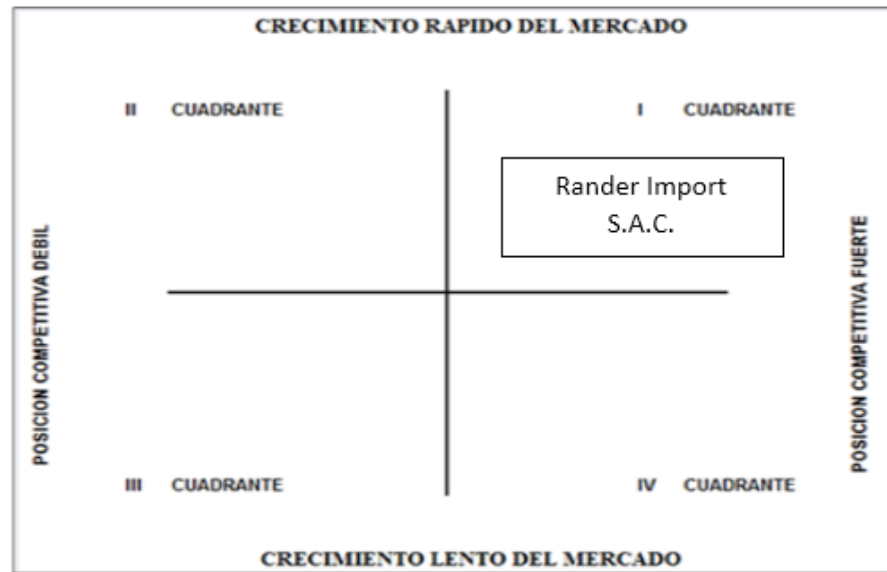 CRECIMIENTO RAPIDO DEL MERCADO
II CUADRANTE
I CUADRANTE
Rander Import
S.A.C.
POSICION COMPETITIVA DEBIL
POSICION COMPETITIVA FUERTE
III CUADRANTE
IV CUADRANTE
CRECIMIENTO LENTO DEL MERCADO